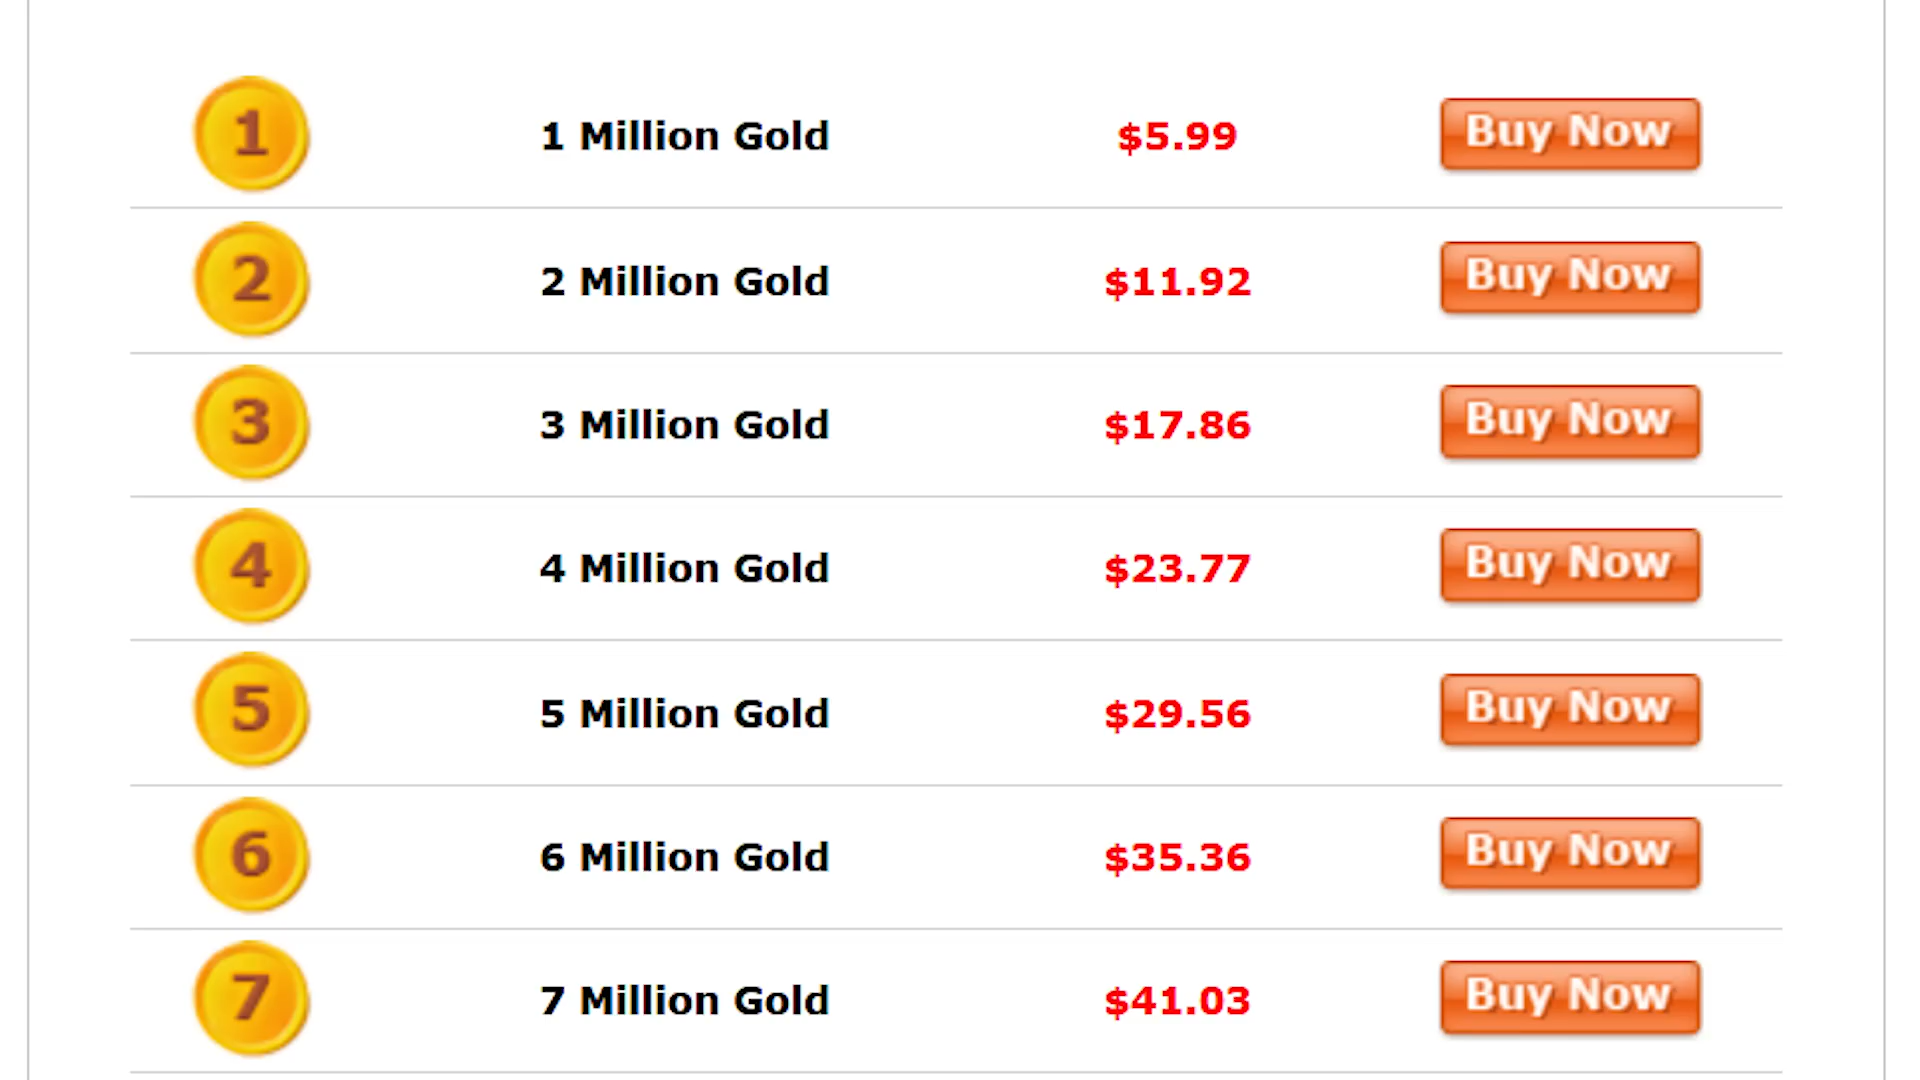 1 1 Million Gold $5.99 Buy Now
2 2 Million Gold $11.92 Buy Now
3 3 Million Gold $17.86 Buy Now
4 4 Million Gold $23.77 Buy Now
5 5 Million Gold $29.56 Buy Now
6 6 Million Gold $35.36 Buy Now
7 7 Million Gold $41.03 Buy Now